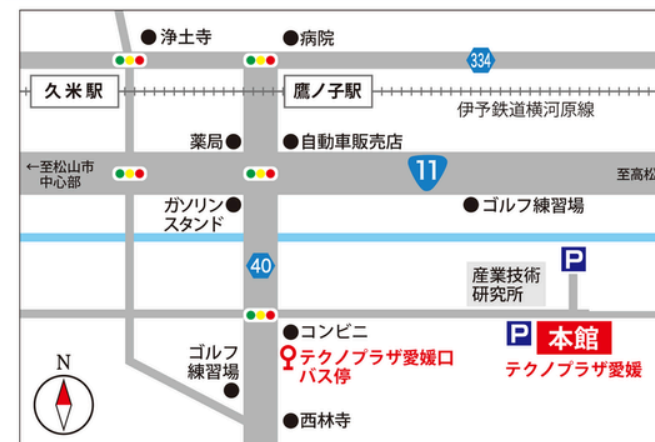 浄土寺
病院
334
久米駅
鷹ノ子駅
伊予鉄道横河原線
薬局
自動車販売店
←至松山市
中心部
11
至高松
ガソリン
スタンド
ゴルフ練習場
40
産業技術
研究所
P
コンビニ
P
本館
テクノプラザ愛媛
テクノプラザ愛媛口
バス停
ゴルフ
練習場
N
西林寺